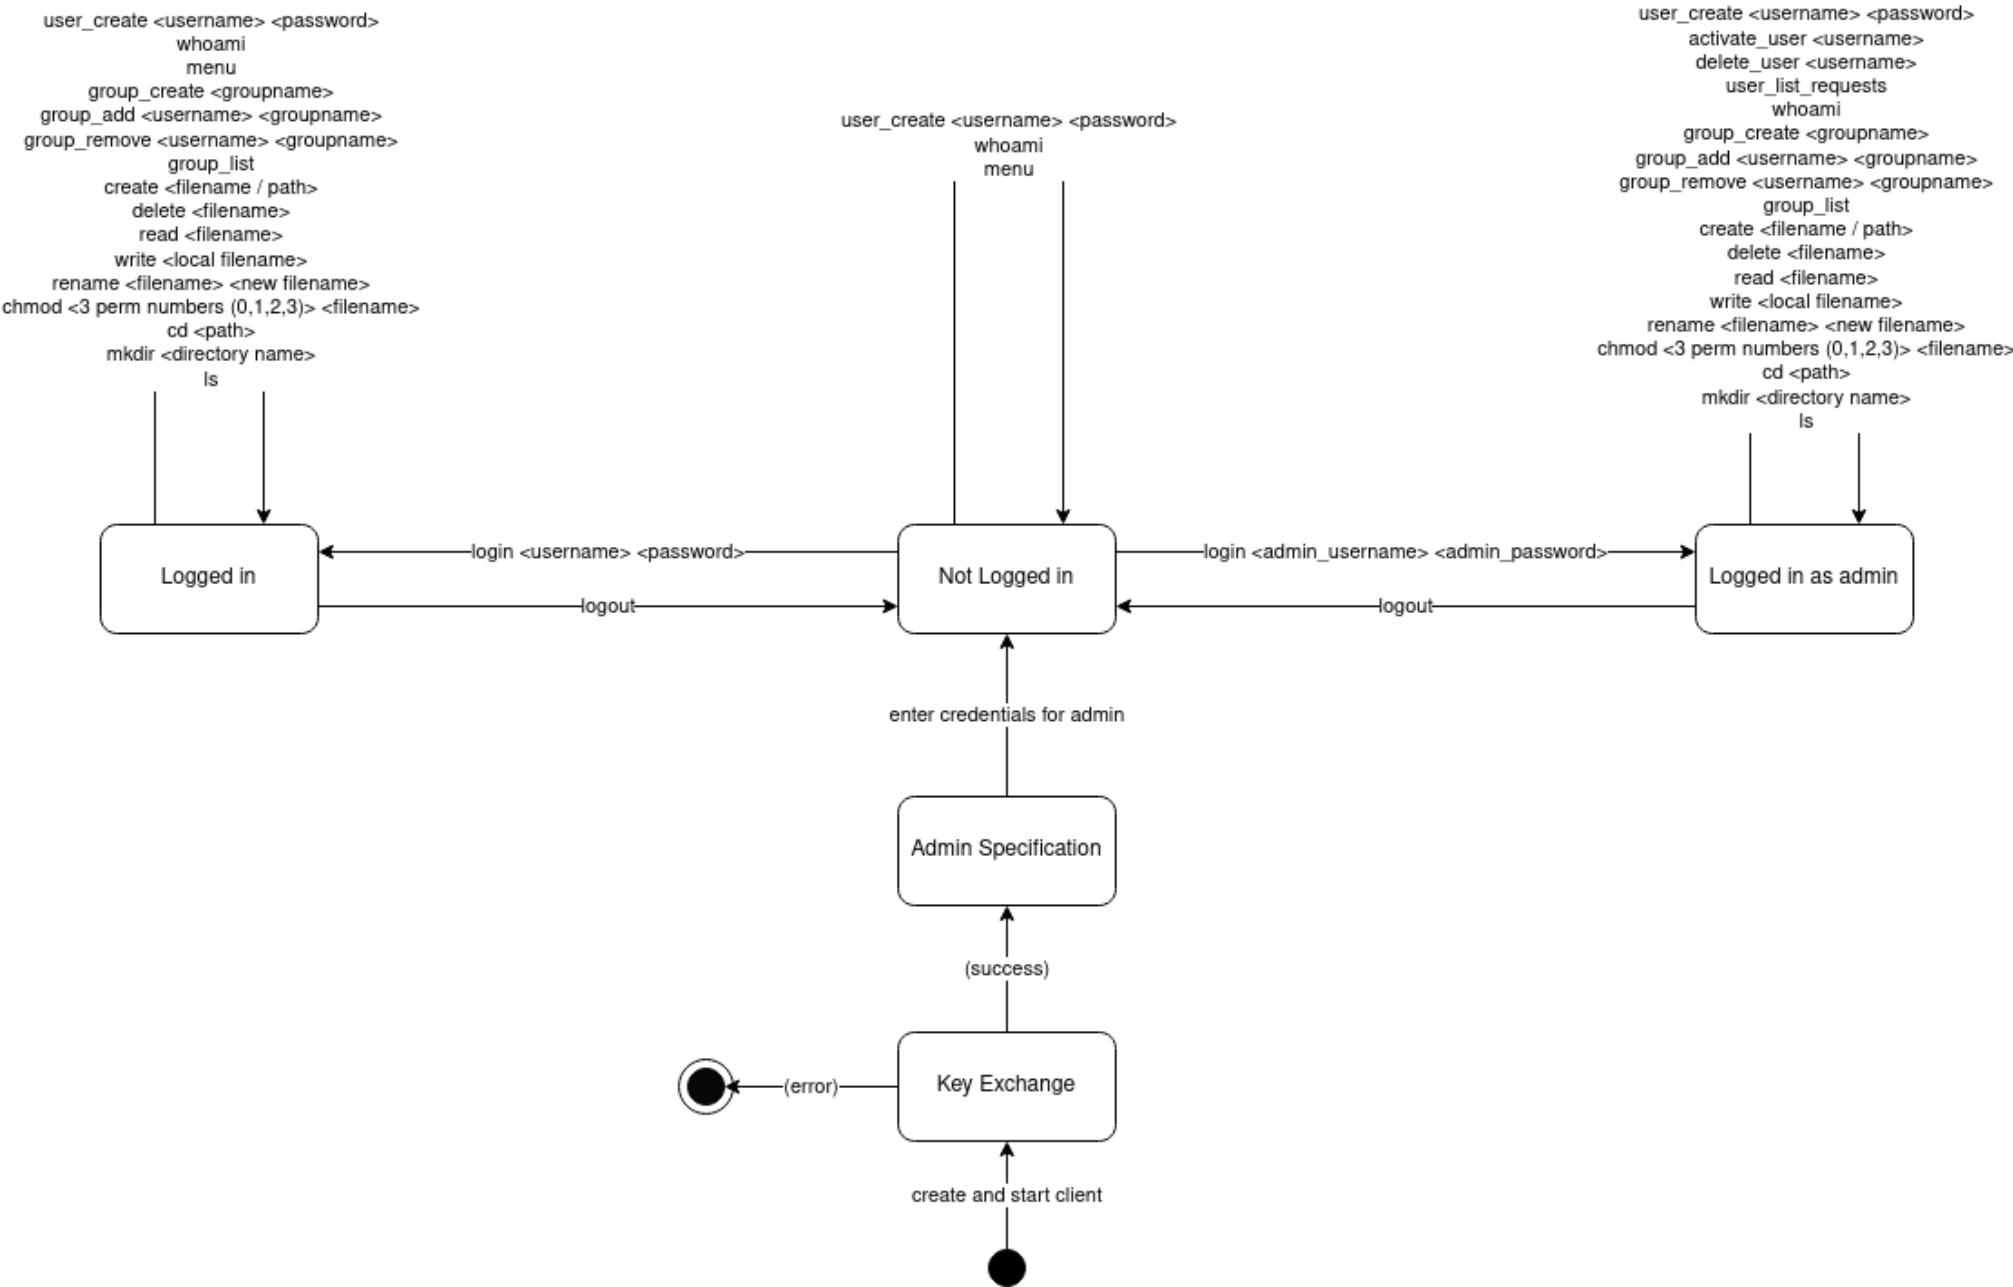 user_create <username> <password>
whoami
menu
group_create <groupname>
group_add <username> <groupname>
group_remove <username> <groupname>
group_list
create <filename / path>
delete <filename>
read <filename>
write <local filename>
rename <filename> <new filename>
chmod <3 perm numbers (0,1,2,3)> <filename>
cd <path>
mkdir <directory name>
ls
user_create <username> <password>
whoami
menu
user_create <username> <password>
activate_user <username>
delete_user <username>
user_list_requests
whoami
group_create <groupname>
group_add <username> <groupname>
group_remove <username> <groupname>
group_list
create <filename / path>
delete <filename>
read <filename>
write <local filename>
rename <filename> <new filename>
chmod <3 perm numbers (0,1,2,3)> <filename>
cd <path>
mkdir <directory name>
ls
Logged in
login <username> <password>
logout
Not Logged in
login <admin_username> <admin_password>
logout
Logged in as admin
enter credentials for admin
Admin Specification
(success)
Key Exchange
(error)
create and start client